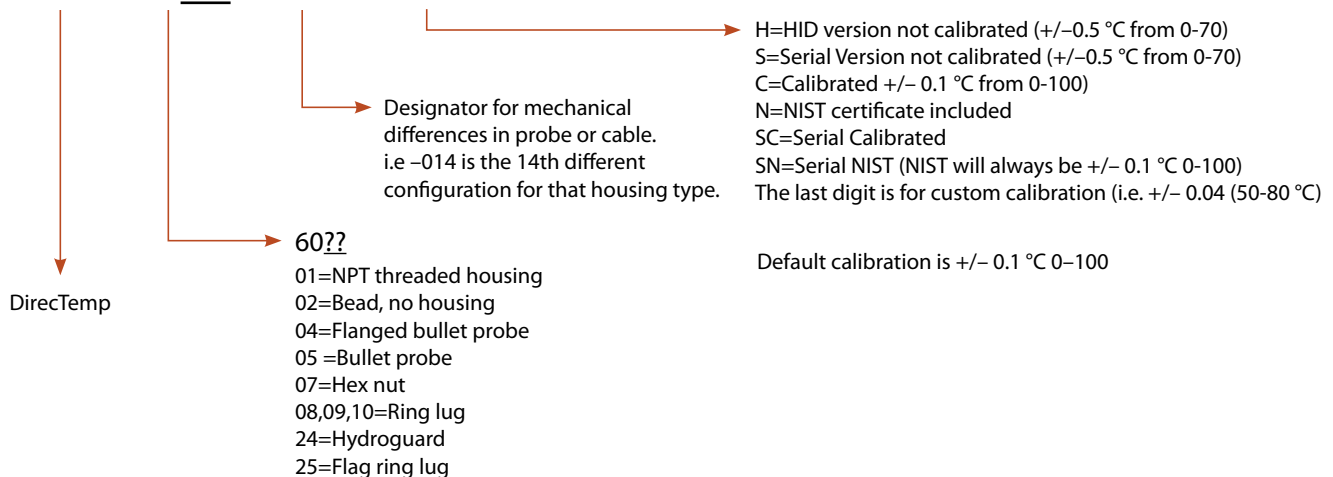 H=HID version not calibrated (+/–0.5 °C from 0-70)
S=Serial Version not calibrated (+/–0.5 °C from 0-70)
C=Calibrated +/– 0.1 °C from 0-100)
N=NIST certificate included
SC=Serial Calibrated
SN=Serial NIST (NIST will always be +/– 0.1 °C 0-100)
The last digit is for custom calibration (i.e. +/– 0.04 (50-80 °C)
Default calibration is +/– 0.1 °C 0–100
Designator for mechanical
differences in probe or cable.
i.e –014 is the 14th different
configuration for that housing type.
60??
01=NPT threaded housing
02=Bead, no housing
04=Flanged bullet probe
05 =Bullet probe
07=Hex nut
08,09,10=Ring lug
24=Hydroguard
25=Flag ring lug
DirecTemp